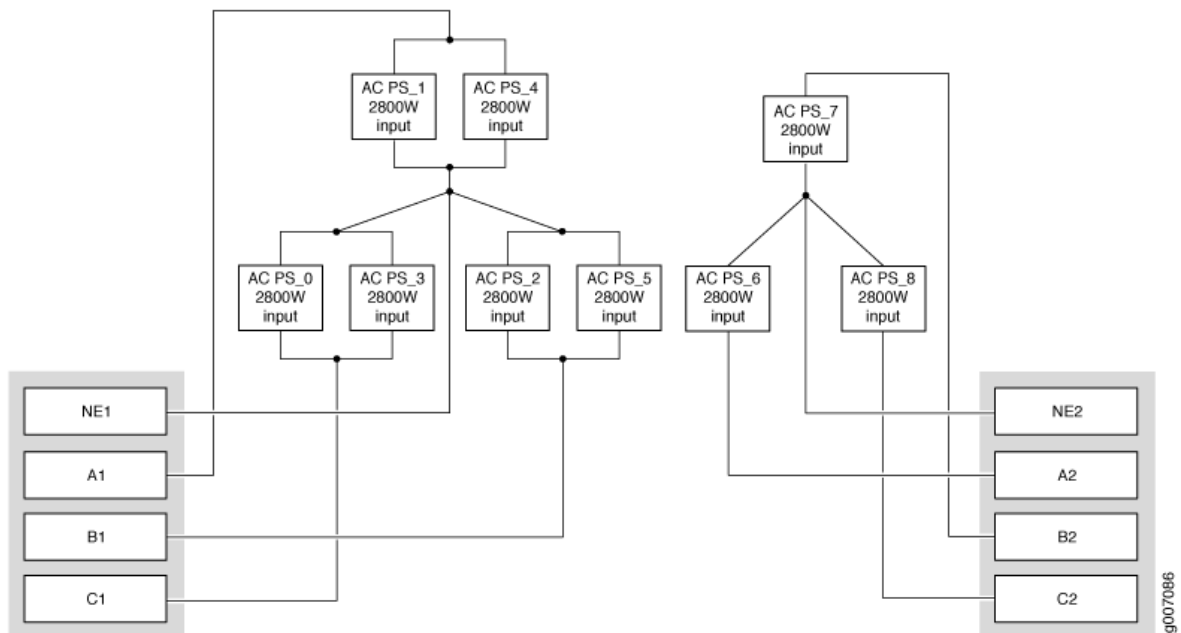 AC PS_1
2800W
input
AC PS_4
2800W
input
AC PS_7
2800W
input
AC PS_0
2800W
input
AC PS_3
2800W
input
AC PS_2
2800W
input
AC PS_5
2800W
input
AC PS_6
2800W
input
AC PS_8
2800W
input
NE1
A1
B1
C1
NE2
A2
B2
C2
g007086